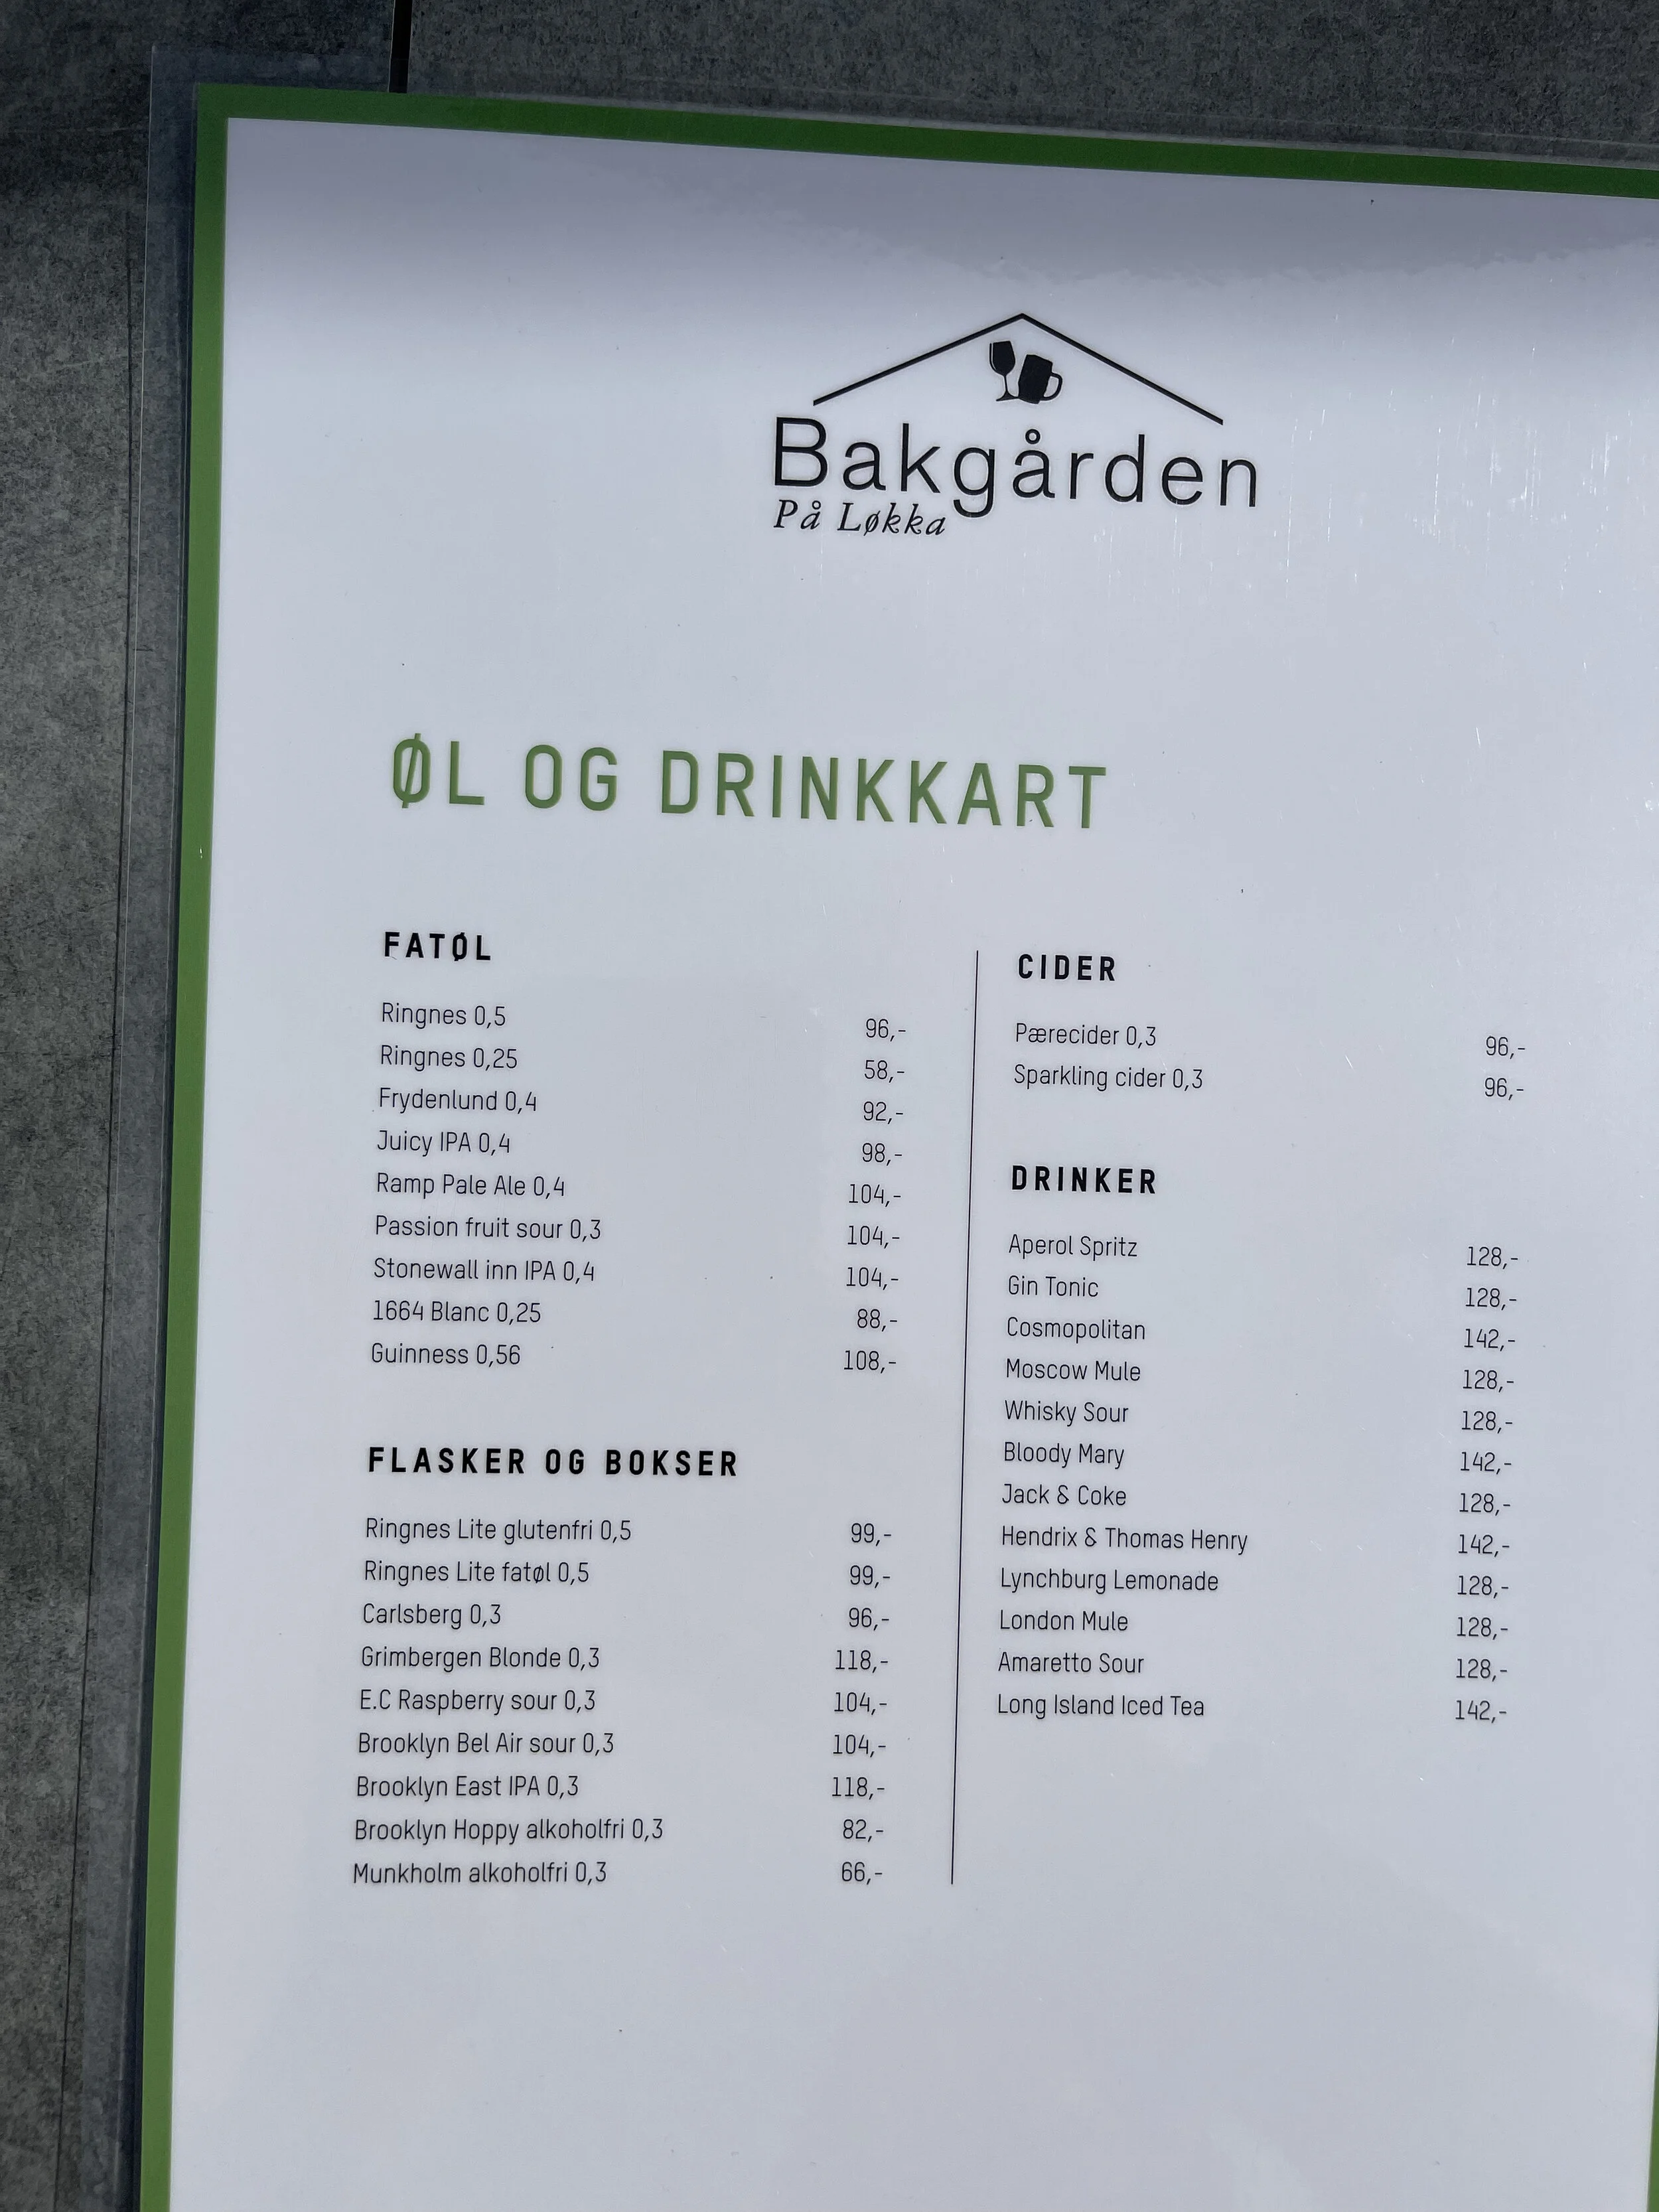 Bakgården
På Løkka
ØL OG DRINKKART
FATØL
Ringnes 0,5 96,-
Ringnes 0,25 58,-
Frydenlund 0,4 92,-
Juicy IPA 0,4 98,-
Ramp Pale Ale 0,4 104,-
Passion fruit sour 0,3 104,-
Stonewall inn IPA 0,4 104,-
1664 Blanc 0,25 88,-
Guinness 0,56 108,-
FLASKER OG BOKSER
Ringnes Lite glutenfri 0,5 99,-
Ringnes Lite fatøl 0,5 99,-
Carlsberg 0,3 96,-
Grimbergen Blonde 0,3 118,-
E.C Raspberry sour 0,3 104,-
Brooklyn Bel Air sour 0,3 104,-
Brooklyn East IPA 0,3 118,-
Brooklyn Hoppy alkoholfri 0,3 82,-
Munkholm alkoholfri 0,3 66,-
CIDER
Pærecider 0,3 96,-
Sparkling cider 0,3 96,-
DRINKER
Aperol Spritz 128,-
Gin Tonic 128,-
Cosmopolitan 142,-
Moscow Mule 128,-
Whisky Sour 128,-
Bloody Mary 142,-
Jack & Coke 128,-
Hendrix & Thomas Henry 142,-
Lynchburg Lemonade 128,-
London Mule 128,-
Amaretto Sour 128,-
Long Island Iced Tea 142,-